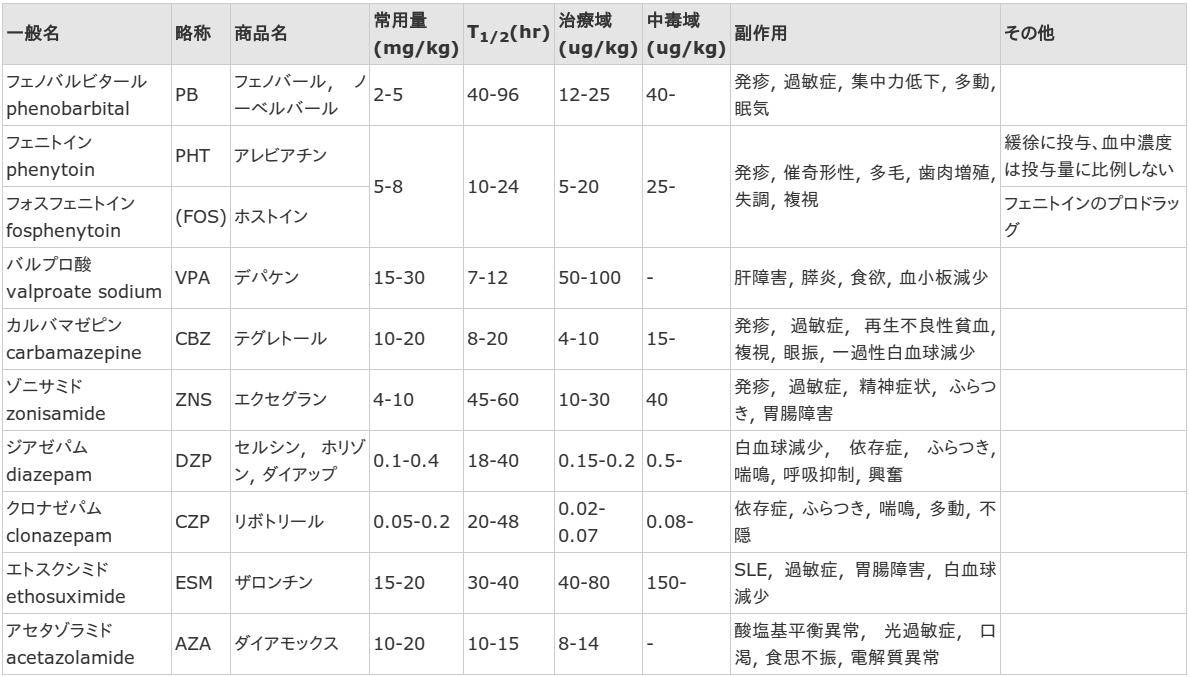 一般名 略称 商品名 常用量 (mg/kg) T1/2(hr) 治療域 (ug/kg) 中毒域 (ug/kg) 副作用 その他
フェノバルビタール
phenobarbital
PB
フェノバール, ノ
ーベルバール
2-5
40-96
12-25
40-
発疹, 過敏症, 集中力低下, 多動,
眠気
フェニトイン
phenytoin
PHT
アレビアチン
5-8
10-24
5-20
25-
発疹, 催奇形性, 多毛, 歯肉増殖,
失調, 複視
緩徐に投与、血中濃度
は投与量に比例しない
フォスフェニトイン
fosphenytoin
(FOS)
ホストイン
フェニトインのプロドラッ
グ
バルプロ酸
valproate sodium
VPA
デパケン
15-30
7-12
50-100
-
肝障害, 膵炎, 食欲, 血小板減少
カルバマゼピン
carbamazepine
CBZ
テグレトール
10-20
8-20
4-10
15-
発疹, 過敏症, 再生不良性貧血,
複視, 眼振, 一過性白血球減少
ゾニサミド
zonisamide
ZNS
エクセグラン
4-10
45-60
10-30
40
発疹, 過敏症, 精神症状, ふらつ
き, 胃腸障害
ジアゼパム
diazepam
DZP
セルシン, ホリゾ
ン, ダイアップ
0.1-0.4
18-40
0.15-0.2
0.5-
白血球減少, 依存症, ふらつき,
喘鳴, 呼吸抑制, 興奮
クロナゼパム
clonazepam
CZP
リボトリール
0.05-0.2
20-48
0.02-
0.07
0.08-
依存症, ふらつき, 喘鳴, 多動, 不
隠
エトスクシミド
ethosuximide
ESM
ザロンチン
15-20
30-40
40-80
150-
SLE, 過敏症, 胃腸障害, 白血球
減少
アセタゾラミド
acetazolamide
AZA
ダイアモックス
10-20
10-15
8-14
-
酸塩基平衡異常, 光過敏症, 口
渇, 食思不振, 電解質異常